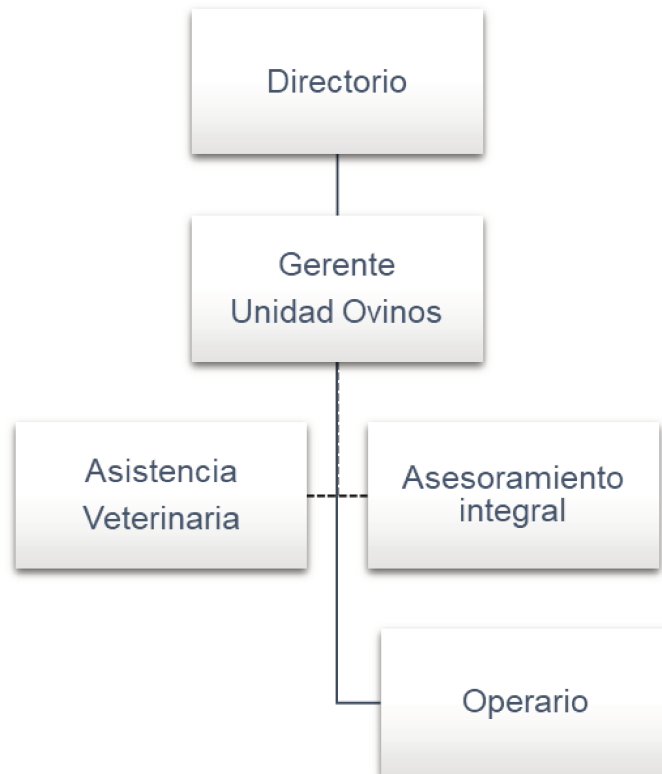 Directorio
Gerente
Unidad Ovinos
Asistencia
Veterinaria
Asesoramiento
integral
Operario